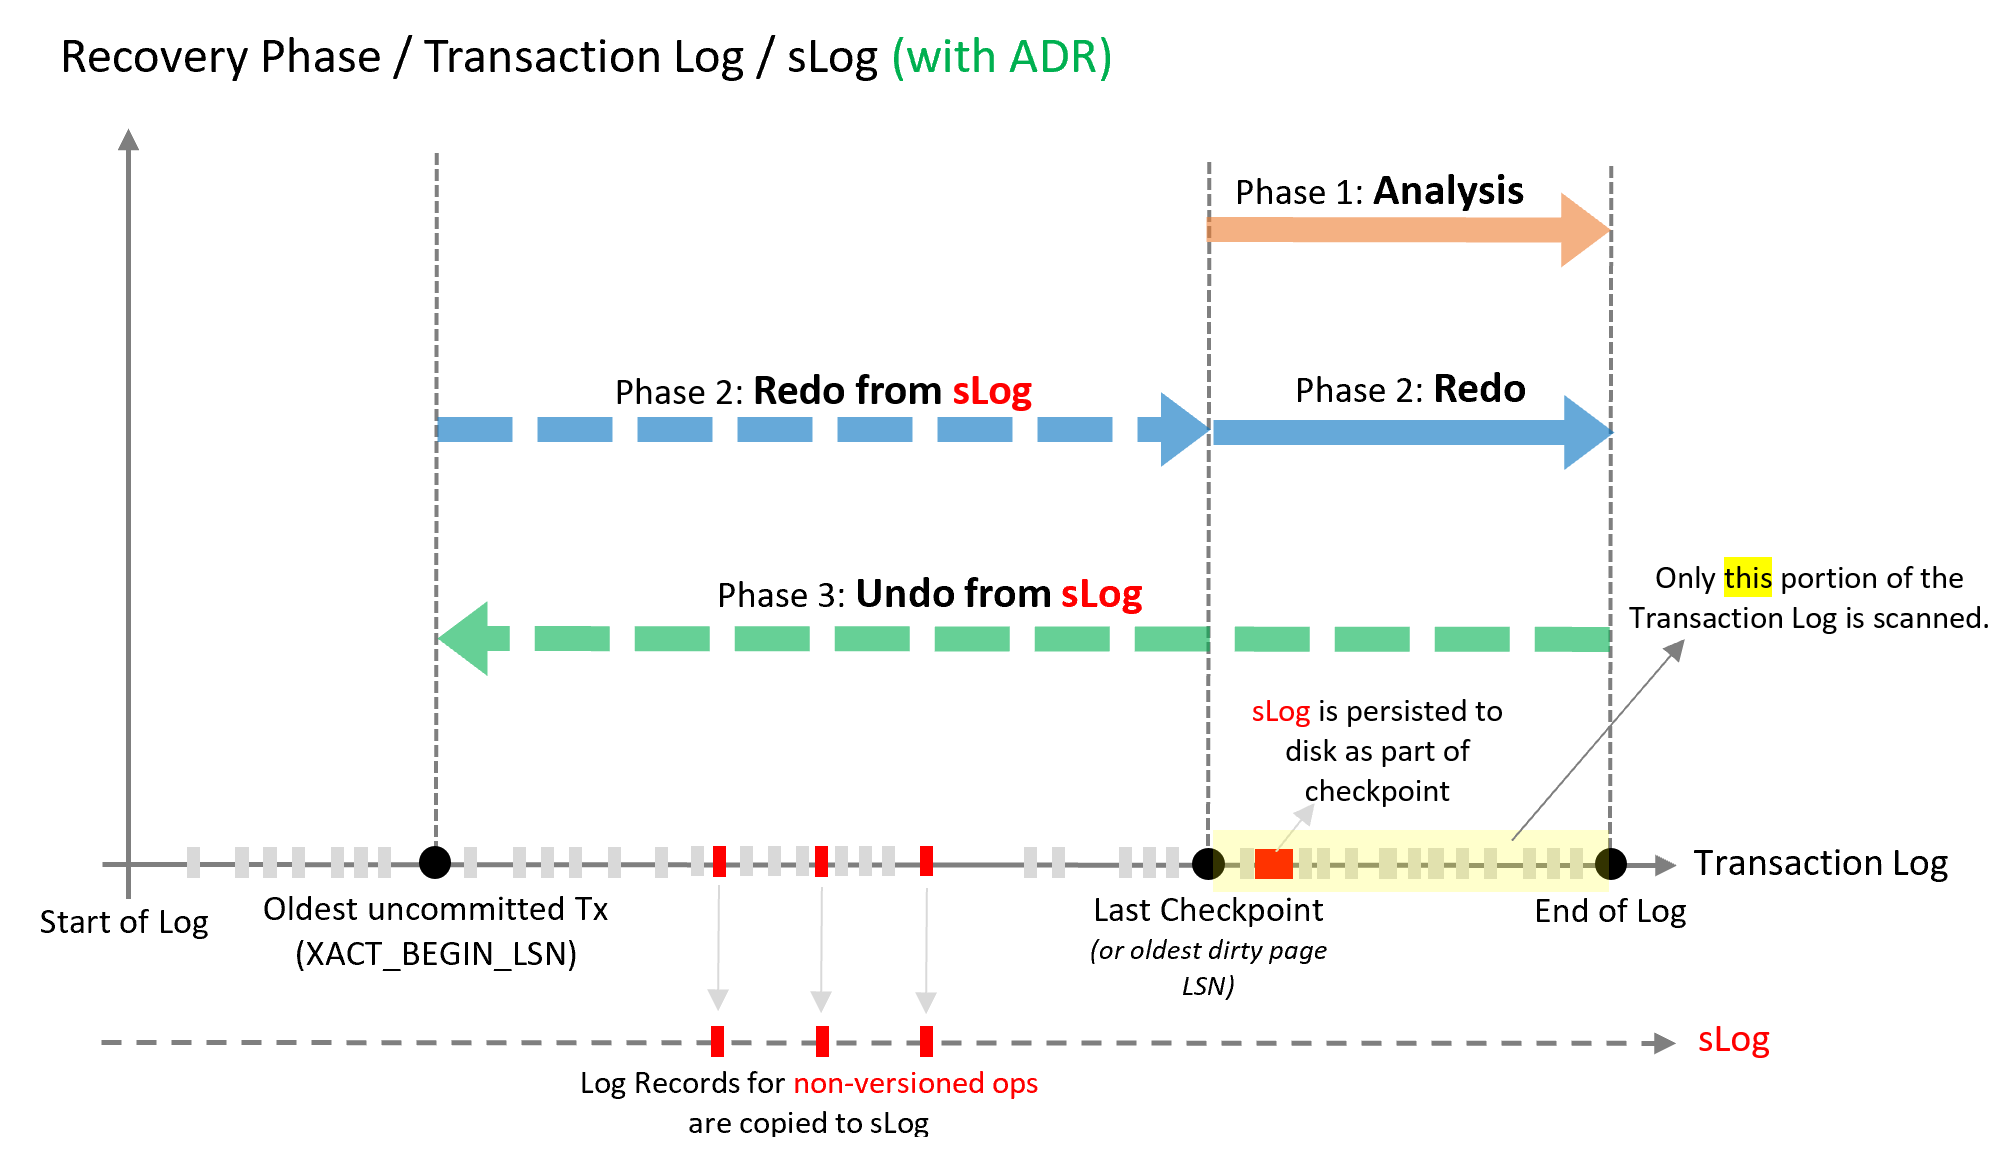 Recovery Phase / Transaction Log / sLog (with ADR)
Phase 1: Analysis
Phase 2: Redo from sLog
Phase 2: Redo
Phase 3: Undo from sLog
Only this portion of the
Transaction Log is scanned.
sLog is persisted to
disk as part of
checkpoint
Transaction Log
Start of Log
Oldest uncommitted Tx
(XACT_BEGIN_LSN)
Last Checkpoint
(or oldest dirty page
LSN)
End of Log
sLog
Log Records for non-versioned ops
are copied to sLog